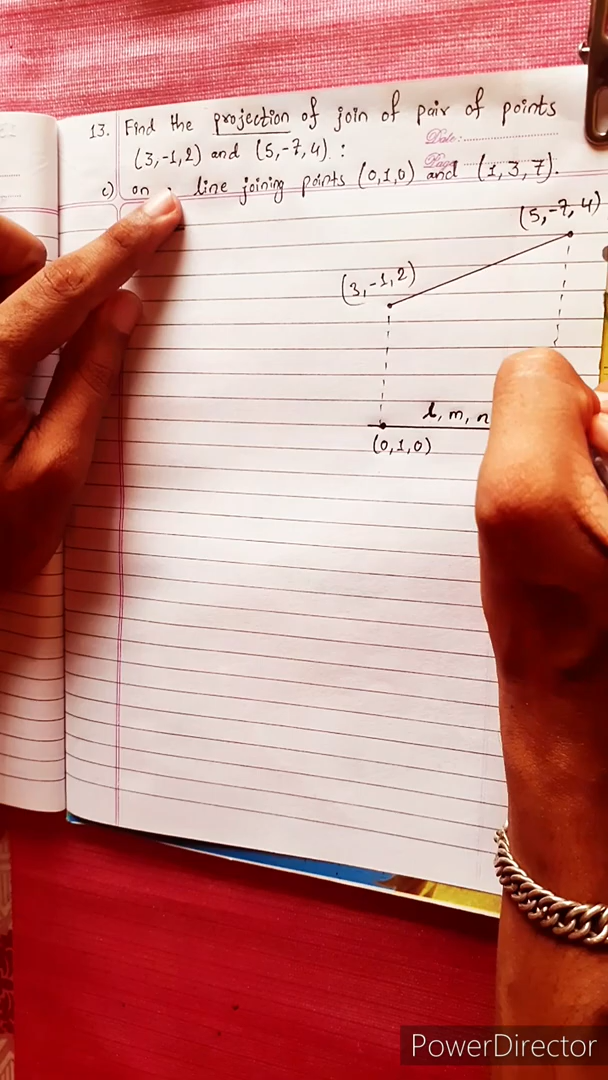 13. Find the projection of join of pair of points
(3,-1,2) and (5,-7,4) :
Date:
Page
c) on line joining points (0,1,0) and (1,3,7).
(5,-7,4)
(3,-1,2)
l, m, n
(0,1,0)
PowerDirector